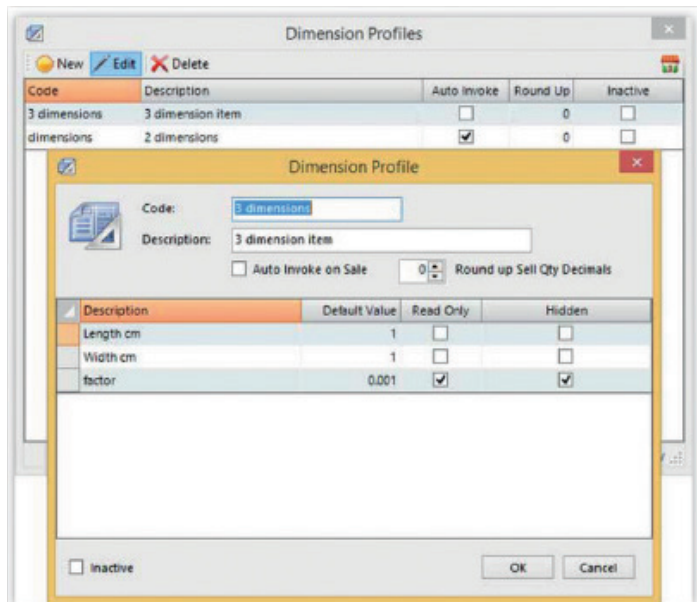 Dimension Profiles
New Edit Delete
Code Description Auto Invoke Round Up Inactive
3 dimensions 3 dimension item 0
dimensions 2 dimensions 0
Dimension Profile
Code: 3 dimensions
Description: 3 dimension item
Auto Invoke on Sale 0 Round up Sell Qty Decimals
Description Default Value Read Only Hidden
Length cm 1
Width cm 1
factor 0.001
Inactive OK Cancel